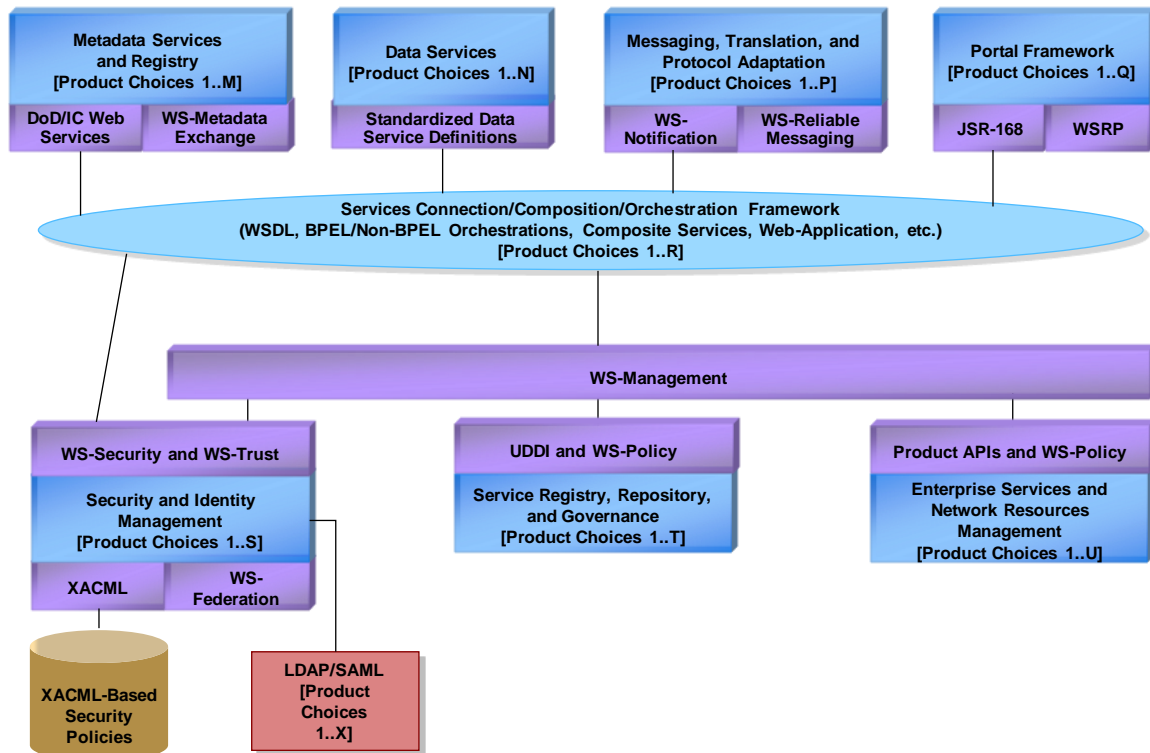 Metadata Services
and Registry
[Product Choices 1..M]
DoD/IC Web
Services
WS-Metadata
Exchange
Data Services
[Product Choices 1..N]
Standardized Data
Service Definitions
Messaging, Translation, and
Protocol Adaptation
[Product Choices 1..P]
WS-
Notification
WS-Reliable
Messaging
Portal Framework
[Product Choices 1..Q]
JSR-168
WSRP
Services Connection/Composition/Orchestration Framework
(WSDL, BPEL/Non-BPEL Orchestrations, Composite Services, Web-Application, etc.)
[Product Choices 1..R]
WS-Management
WS-Security and WS-Trust
Security and Identity
Management
[Product Choices 1..S]
XACML
WS-
Federation
UDDI and WS-Policy
Service Registry, Repository,
and Governance
[Product Choices 1..T]
Product APIs and WS-Policy
Enterprise Services and
Network Resources
Management
[Product Choices 1..U]
XACML-Based
Security
Policies
LDAP/SAML
[Product
Choices
1..X]